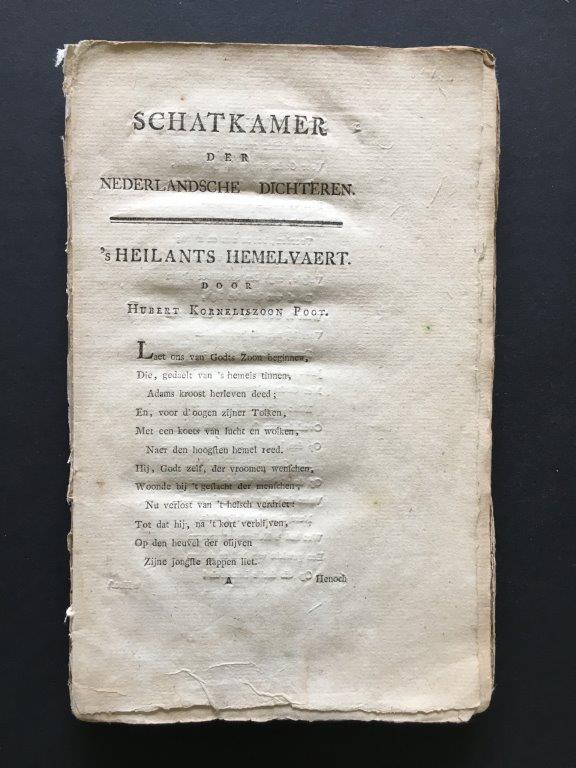 SCHATKAMER
DER
NEDERLANDSCHE DICHTEREN.
's HEILANTS HEMELVAERT.
DOOR
HUBERT KORNELISZOON POOT.
Laet ons van Godts Zoon beginnen,
Die, gedaelt van 's hemels tinnen,
Adams kroost herleven deed;
En, voor d'oogen zijner Tolken,
Met een koets van lucht en wolken,
Naer den hoogſten hemel reed.
Hij, Godt zelf, der vroomen wenſchen,
Woonde bij 't geſlacht der menſchen,
Nu verlost van 't helſch verdriet:
Tot dat hij, na 't kort verblijven,
Op den heuvel der olijven
Zijne jongſte ſtappen liet.
A Henoch